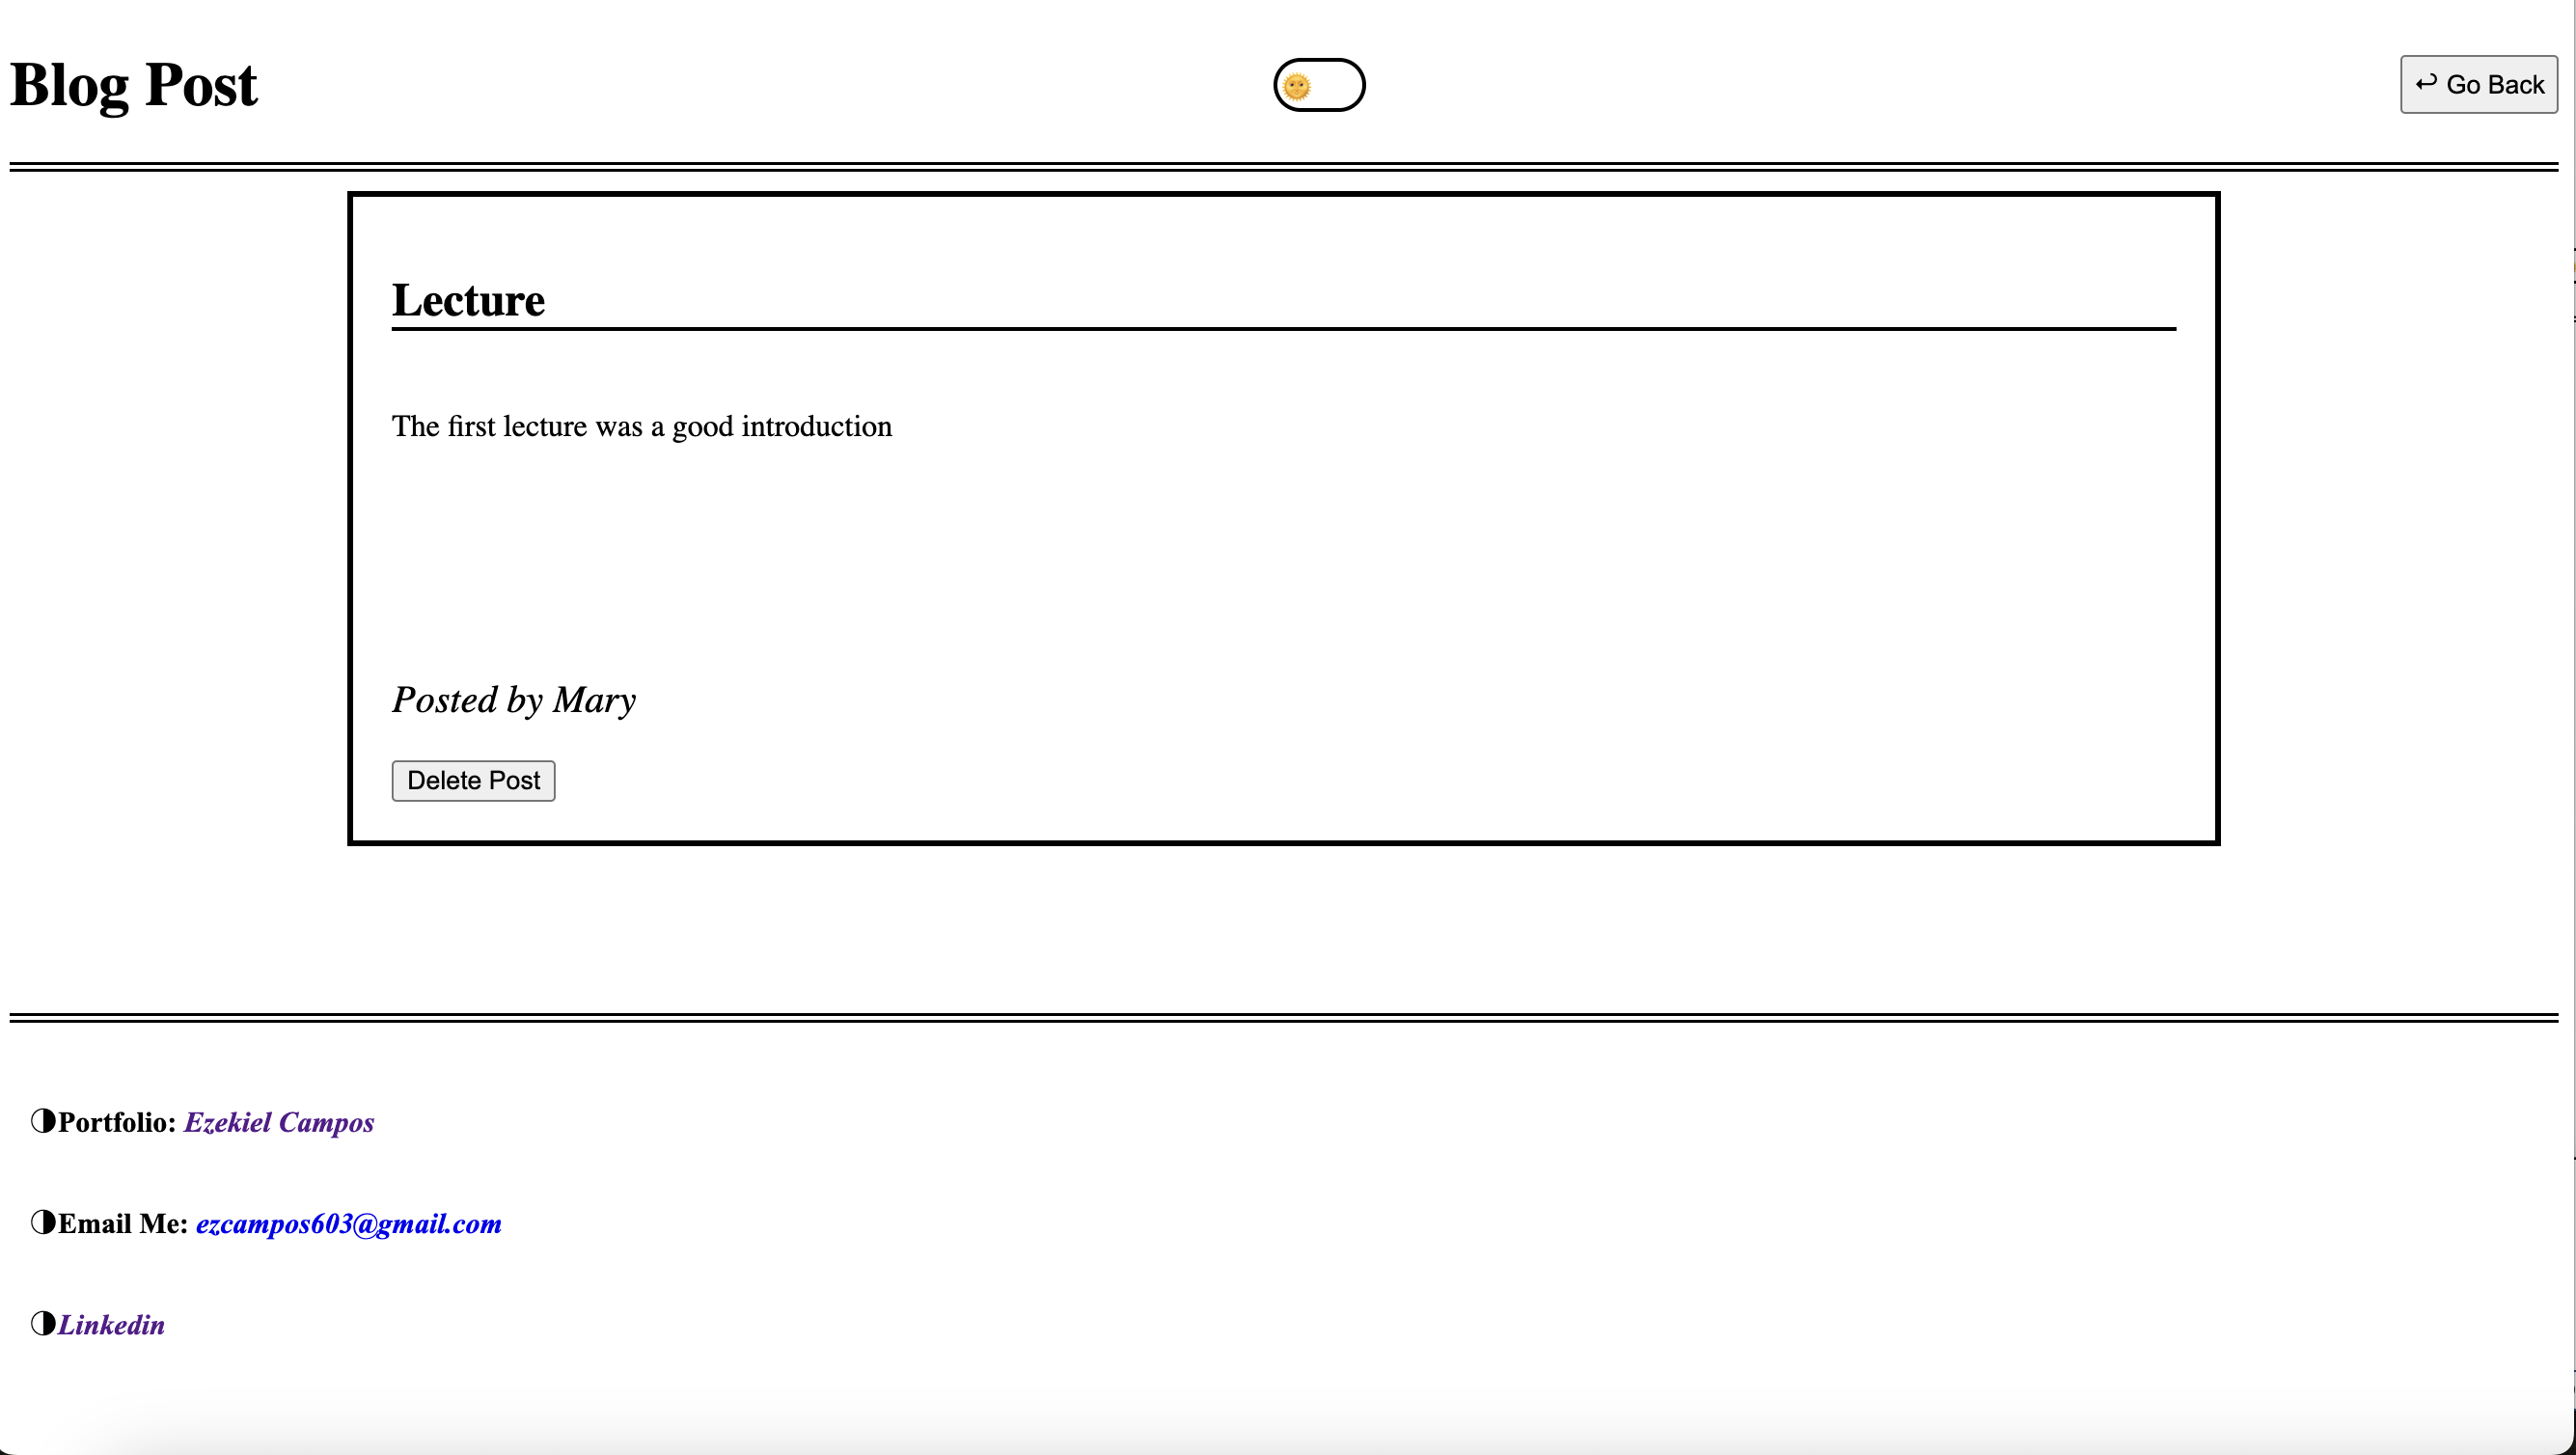 Blog Post
↩ Go Back
Lecture
The first lecture was a good introduction
Posted by Mary
Delete Post
Portfolio: Ezekiel Campos
Email Me: ezcampos603@gmail.com
Linkedin